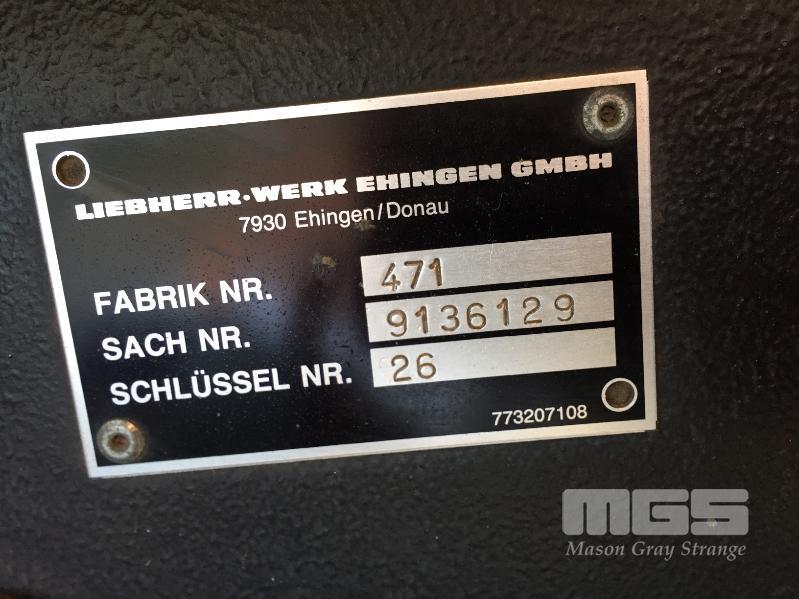 LIEBHERR-WERK EHINGEN GMBH
7930 Ehingen/Donau
FABRIK NR. 471
SACH NR. 9136129
SCHLÜSSEL NR. 26
773207108
MGS
Mason Gray Strange